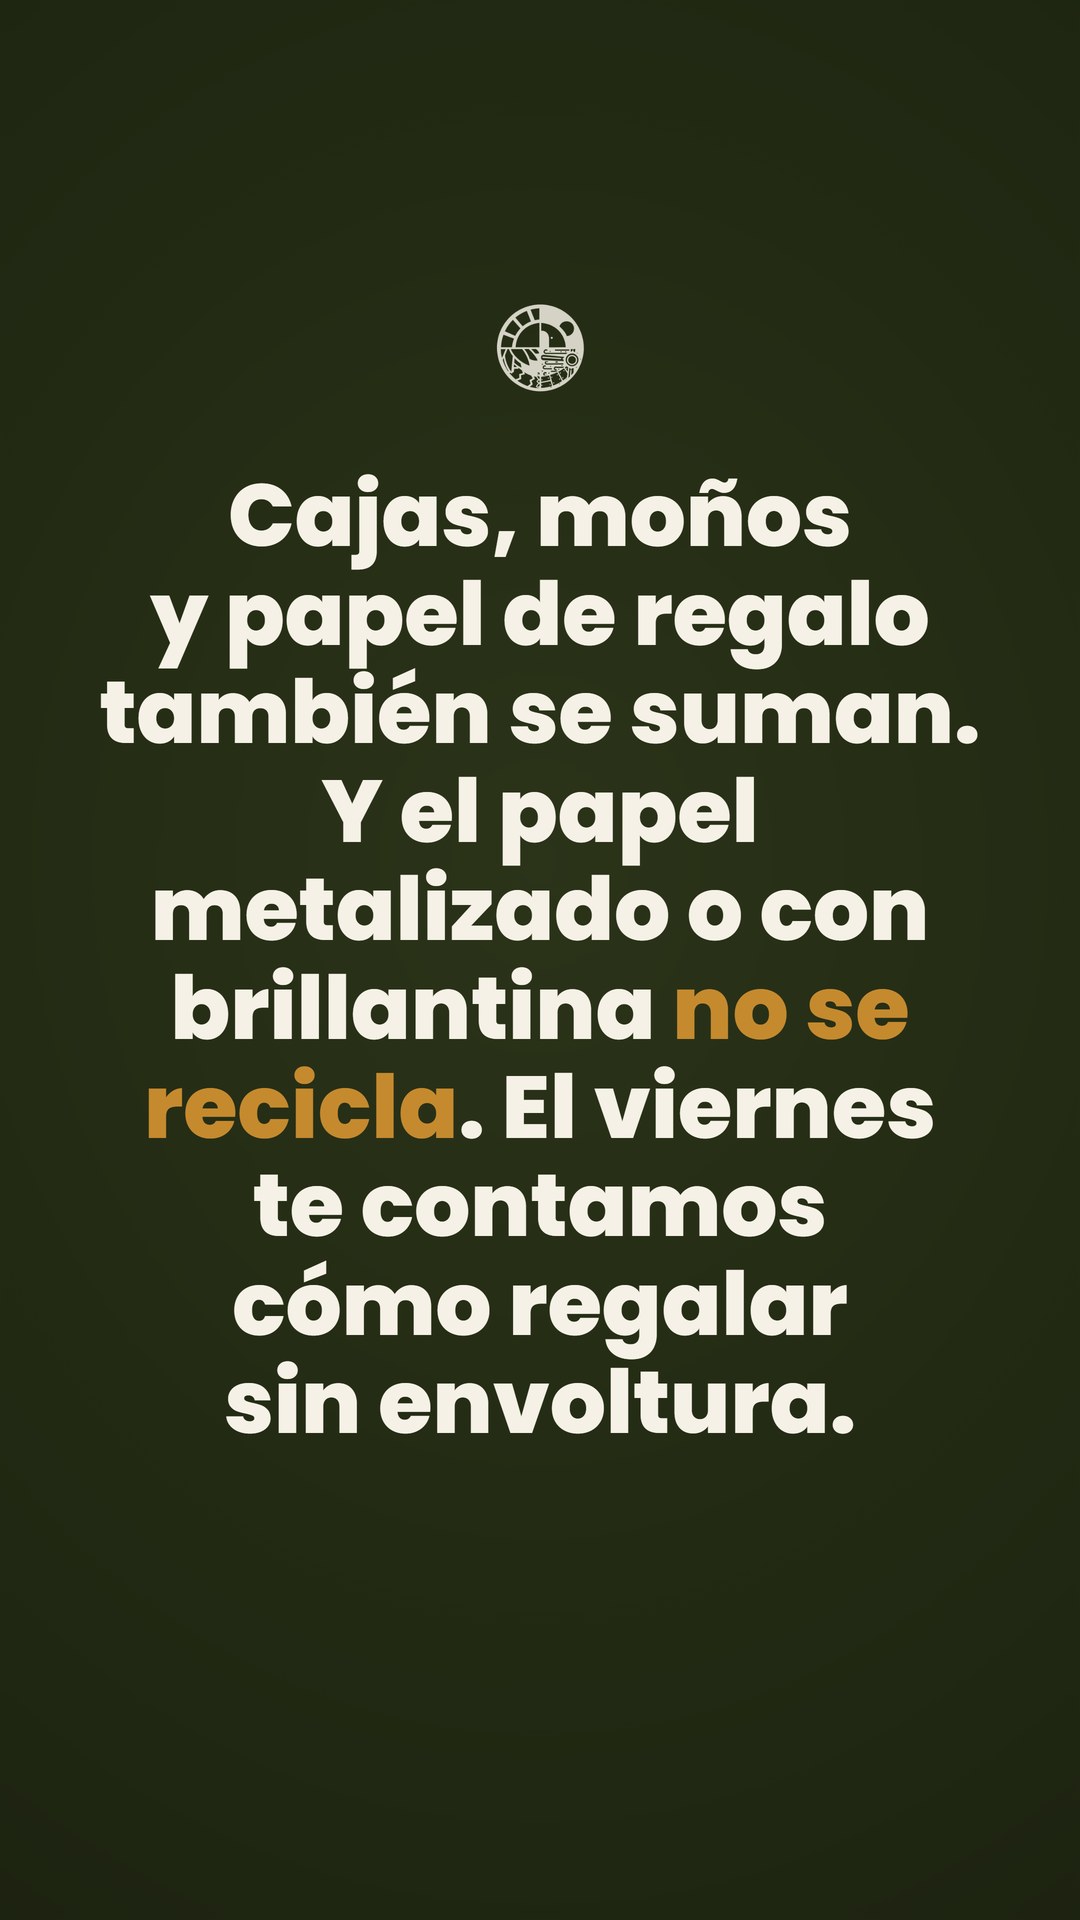 Cajas, moños
y papel de regalo
también se suman.
Y el papel
metalizado o con
brillantina no se
recicla. El viernes
te contamos
cómo regalar
sin envoltura.